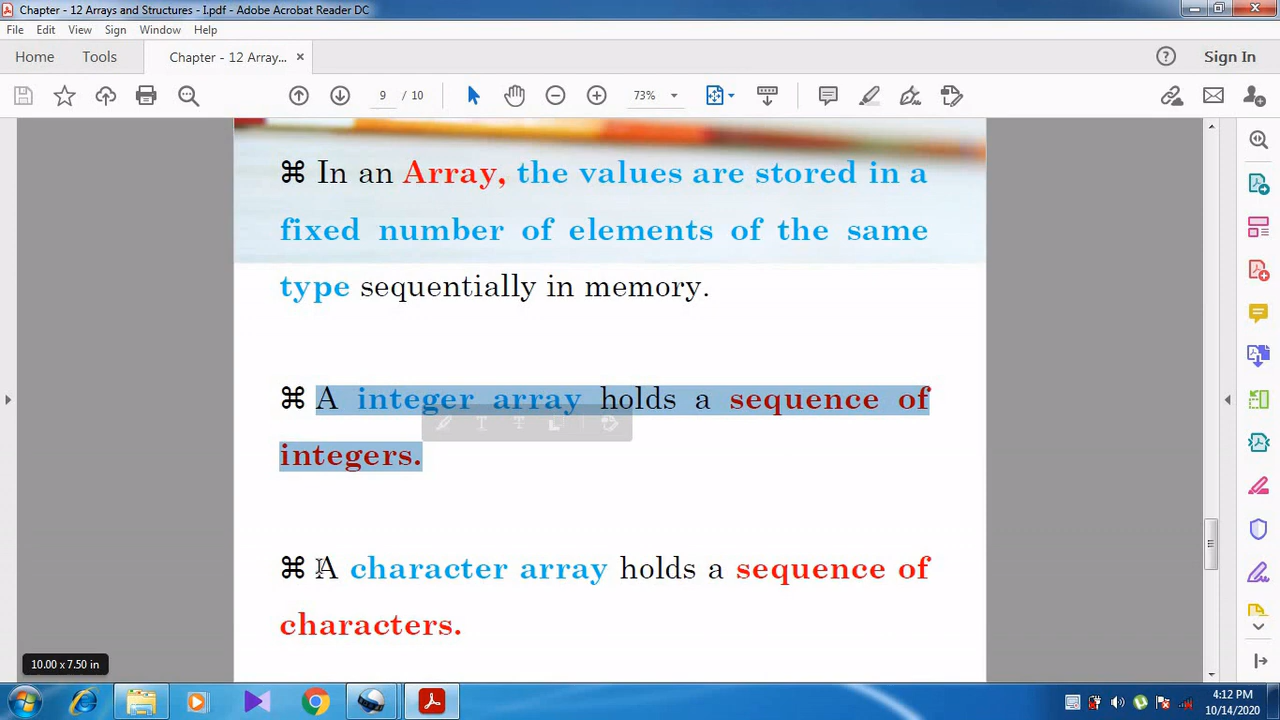 Chapter - 12 Arrays and Structures - I.pdf - Adobe Acrobat Reader DC
File Edit View Sign Window Help
Home Tools Chapter - 12 Array... × Sign In
9 / 10 73%
⌘ In an Array, the values are stored in a
fixed number of elements of the same
type sequentially in memory.
⌘ A integer array holds a sequence of
integers.
⌘ A character array holds a sequence of
characters.
10.00 x 7.50 in
4:12 PM
10/14/2020